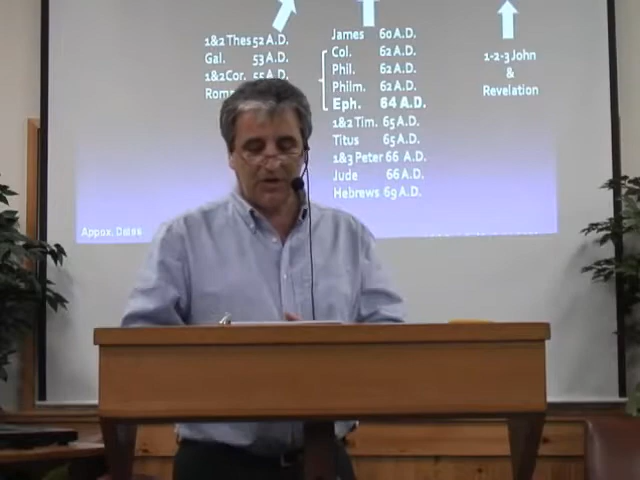 1&2 Thes 52 A.D.
Gal. 53 A.D.
1&2 Cor. 55 A.D.
James 60 A.D.
Col. 62 A.D.
Phil. 62 A.D.
Philm. 62 A.D.
Eph. 64 A.D.
1&2 Tim. 65 A.D.
Titus 65 A.D.
1&3 Peter 66 A.D.
Jude 66 A.D.
Hebrews 69 A.D.
1-2-3 John
&
Revelation
Appox. Dates